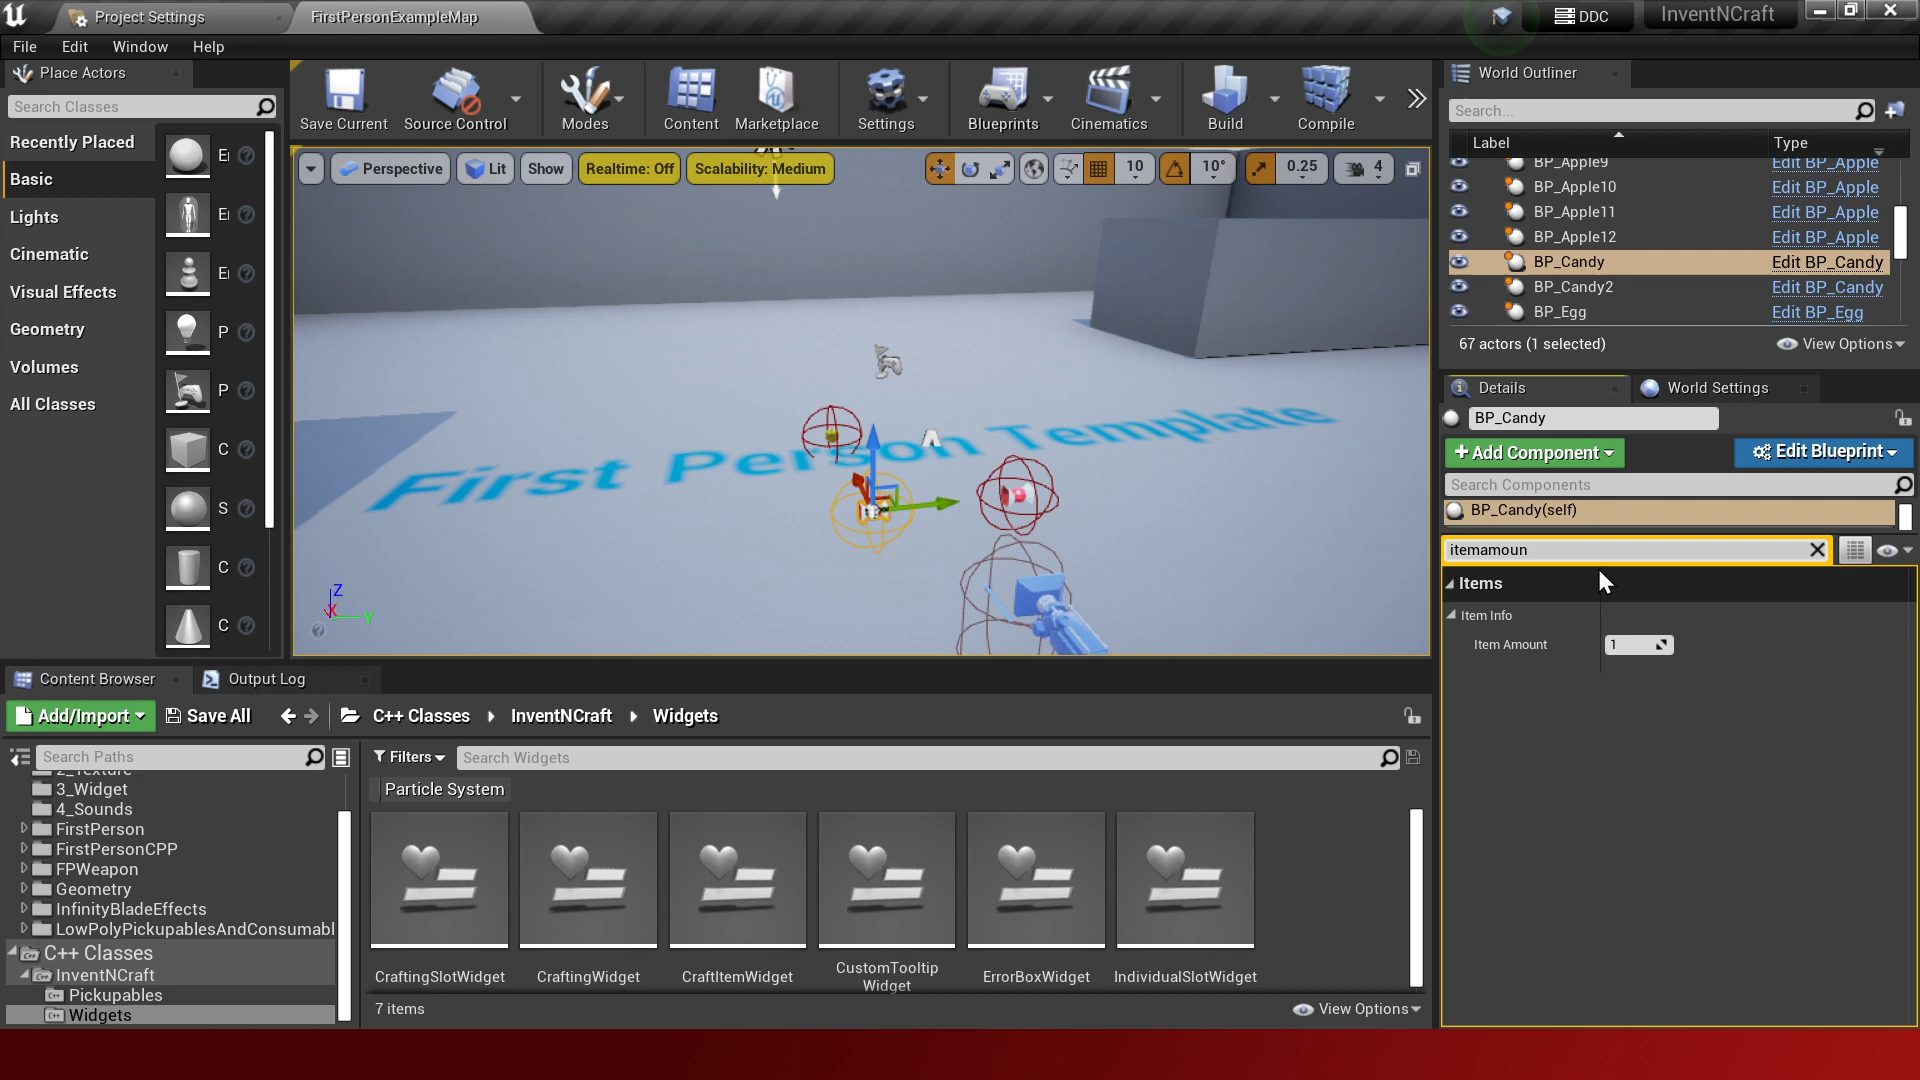 Project Settings
FirstPersonExampleMap
DDC
InventNCraft
File Edit Window Help
Place Actors
Search Classes
Recently Placed
Basic
Lights
Cinematic
Visual Effects
Geometry
Volumes
All Classes
P
P
C
S
C
C
Save Current
Source Control
Modes
Content
Marketplace
Settings
Blueprints
Cinematics
Build
Compile
Perspective
Lit
Show
Realtime: Off
Scalability: Medium
10
10°
0.25
4
First Person Template
Z
X
Y
World Outliner
Search...
Label Type
BP_Apple9 Edit BP_Apple
BP_Apple10 Edit BP_Apple
BP_Apple11 Edit BP_Apple
BP_Apple12 Edit BP_Apple
BP_Candy Edit BP_Candy
BP_Candy2 Edit BP_Candy
BP_Egg Edit BP_Egg
67 actors (1 selected) View Options
Details
World Settings
BP_Candy
+ Add Component
Edit Blueprint
Search Components
BP_Candy(self)
itemamoun
Items
Item Info
Item Amount 1
Content Browser
Output Log
Add/Import
Save All
C++ Classes
InventNCraft
Widgets
Search Paths
Filters
Search Widgets
2_Texture
3_Widget
4_Sounds
FirstPerson
FirstPersonCPP
FPWeapon
Geometry
InfinityBladeEffects
LowPolyPickupablesAndConsumabl
C++ Classes
InventNCraft
Pickupables
Widgets
Particle System
CraftingSlotWidget
CraftingWidget
CraftItemWidget
CustomTooltip
Widget
ErrorBoxWidget
IndividualSlotWidget
7 items
View Options